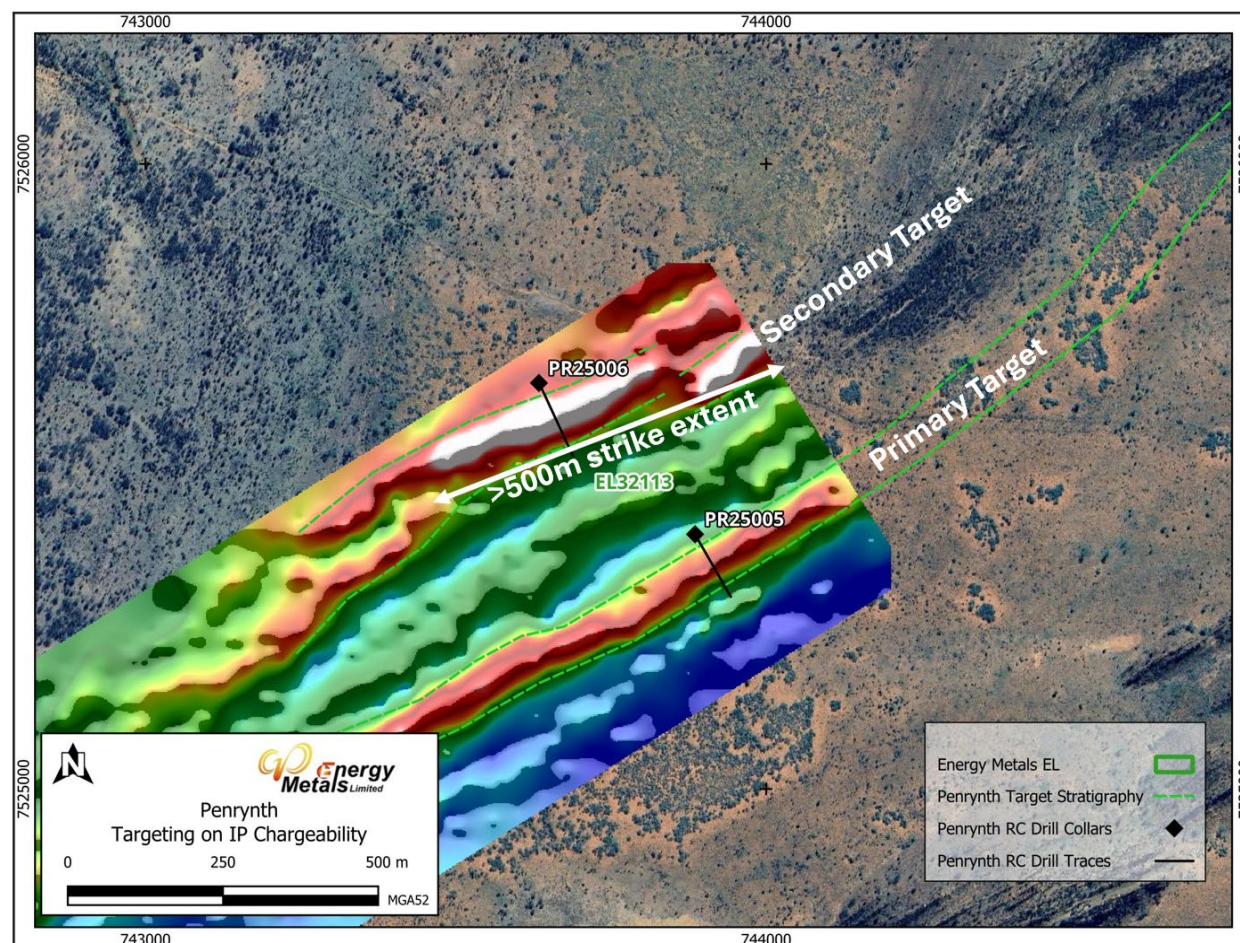 743000
744000
7526000
Secondary Target
PR25006
Primary Target
>500m strike extent
EL32113
PR25005
7525000
N
Energy
Metals Limited
Penrynth
Targeting on IP Chargeability
0 250 500 m
MGA52
Energy Metals EL
Penrynth Target Stratigraphy
Penrynth RC Drill Collars
Penrynth RC Drill Traces
743000
744000